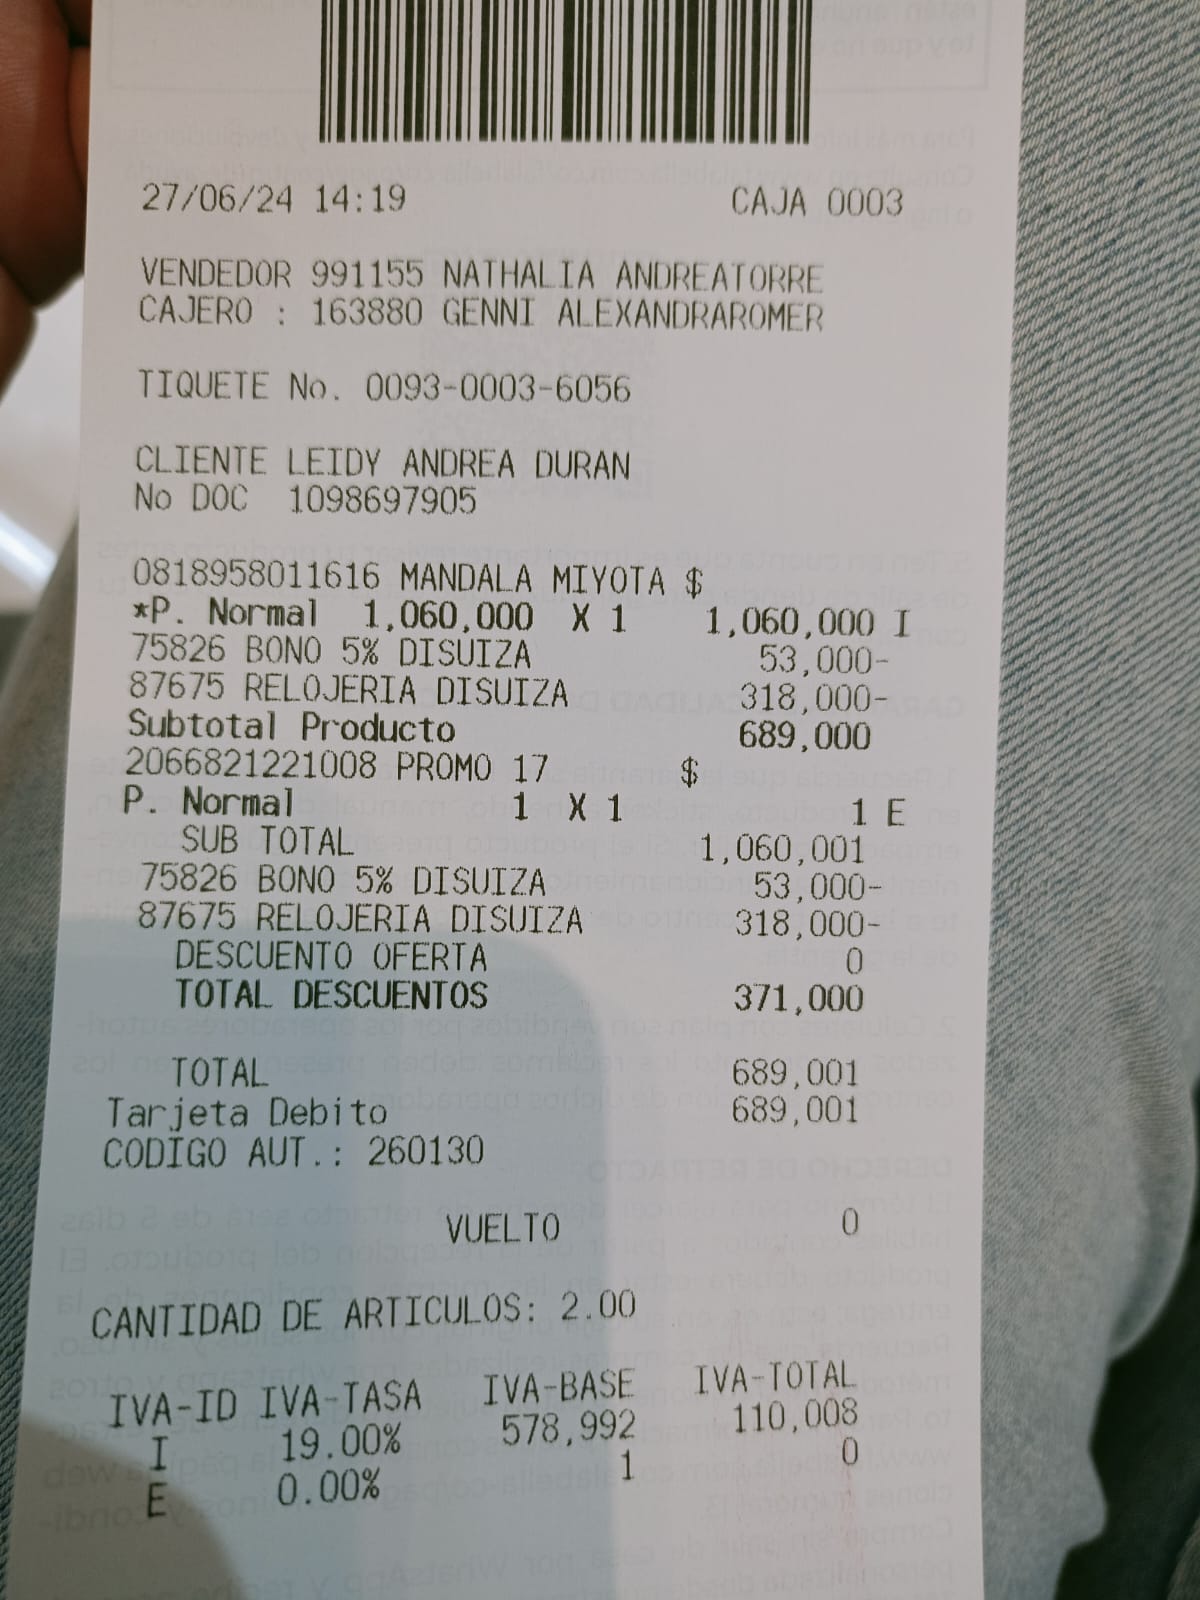 27/06/24 14:19 CAJA 0003
VENDEDOR 991155 NATHALIA ANDREATORRE
CAJERO : 163880 GENNI ALEXANDRAROMER
TIQUETE No. 0093-0003-6056
CLIENTE LEIDY ANDREA DURAN
No DOC 1098697905
0818958011616 MANDALA MIYOTA $
*P. Normal 1,060,000 X 1 1,060,000 I
75826 BONO 5% DISUIZA 53,000-
87675 RELOJERIA DISUIZA 318,000-
Subtotal Producto 689,000
2066821221008 PROMO 17 $
P. Normal 1 X 1 1 E
SUB TOTAL 1,060,001
75826 BONO 5% DISUIZA 53,000-
87675 RELOJERIA DISUIZA 318,000-
DESCUENTO OFERTA 0
TOTAL DESCUENTOS 371,000
TOTAL 689,001
Tarjeta Debito 689,001
CODIGO AUT.: 260130
VUELTO 0
CANTIDAD DE ARTICULOS: 2.00
IVA-ID IVA-TASA IVA-BASE IVA-TOTAL
I 19.00% 578,992 110,008
E 0.00% 1 0